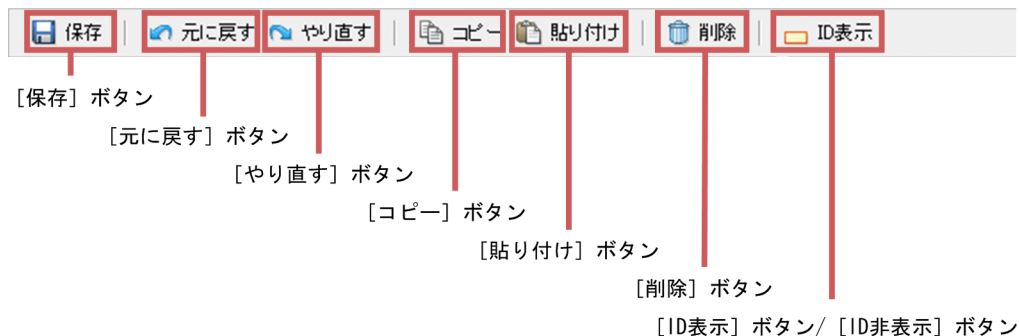 保存 元に戻す やり直す コピー 貼り付け 削除 ID表示
[保存] ボタン
[元に戻す] ボタン
[やり直す] ボタン
[コピー] ボタン
[貼り付け] ボタン
[削除] ボタン
[ID表示] ボタン/ [ID非表示] ボタン